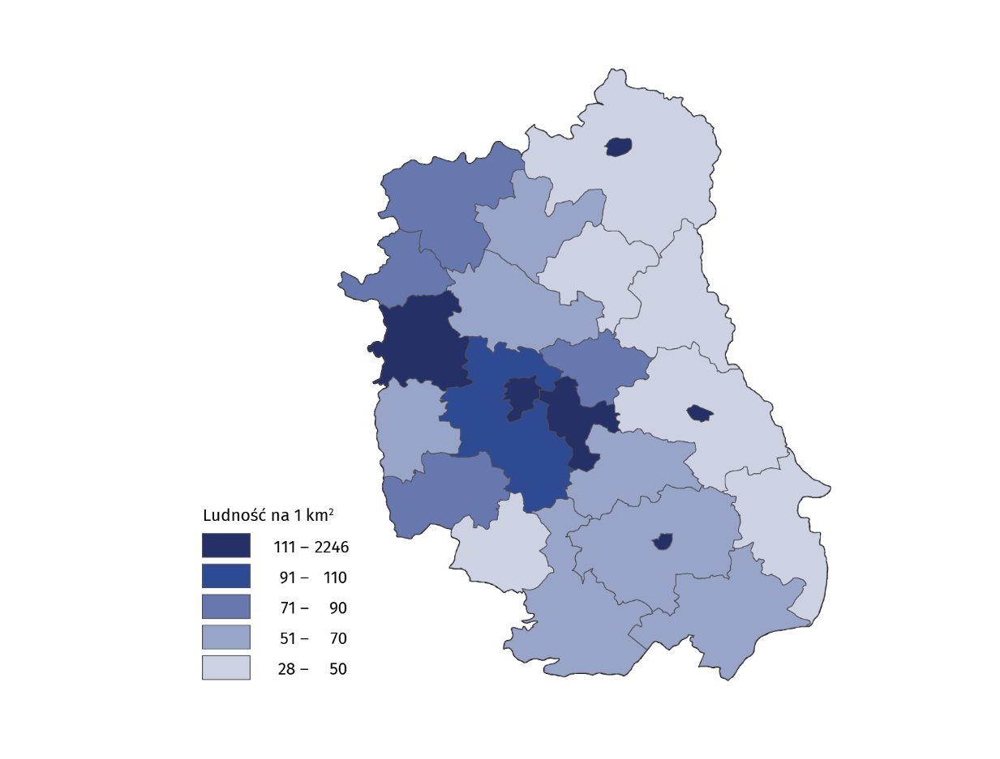 Ludność na 1 km²
111 – 2246
91 – 110
71 – 90
51 – 70
28 – 50